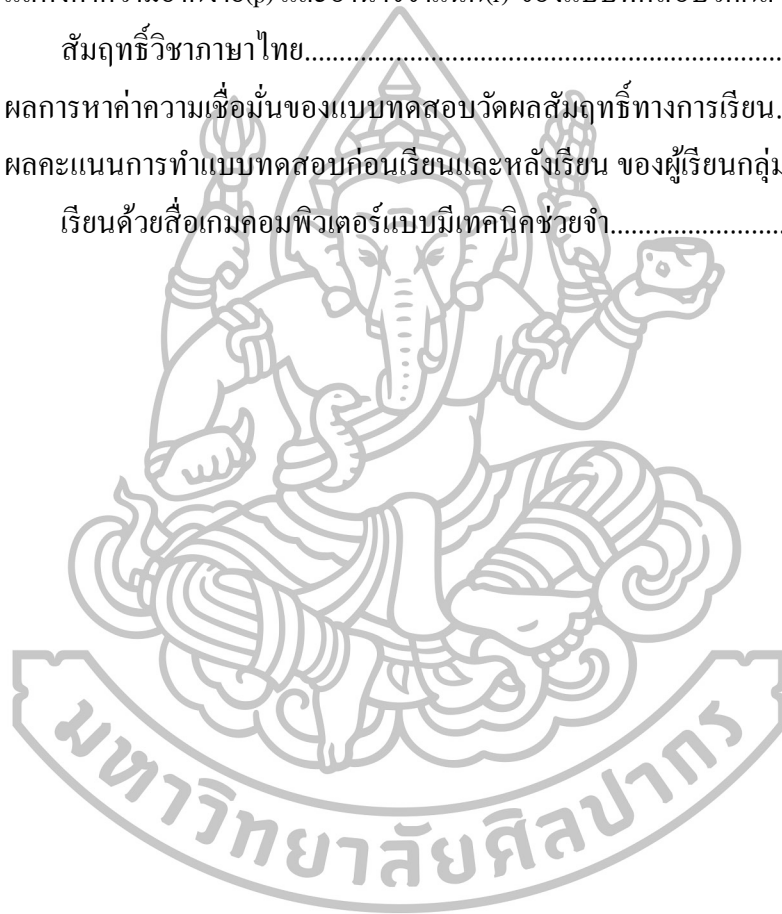 สัมฤทธิ์วิชาภาษาไทย................................................................................
ผลการหาค่าความเชื่อมั่นของแบบทดสอบวัดผลสัมฤทธิ์ทางการเรียน.
ผลคะแนนการทำแบบทดสอบก่อนเรียนและหลังเรียน ของผู้เรียนกลุ่ม
เรียนด้วยสื่อเกมคอมพิวเตอร์แบบมีเทคนิคช่วยจำ.............................
มหาวิทยาลัยศิลปากร